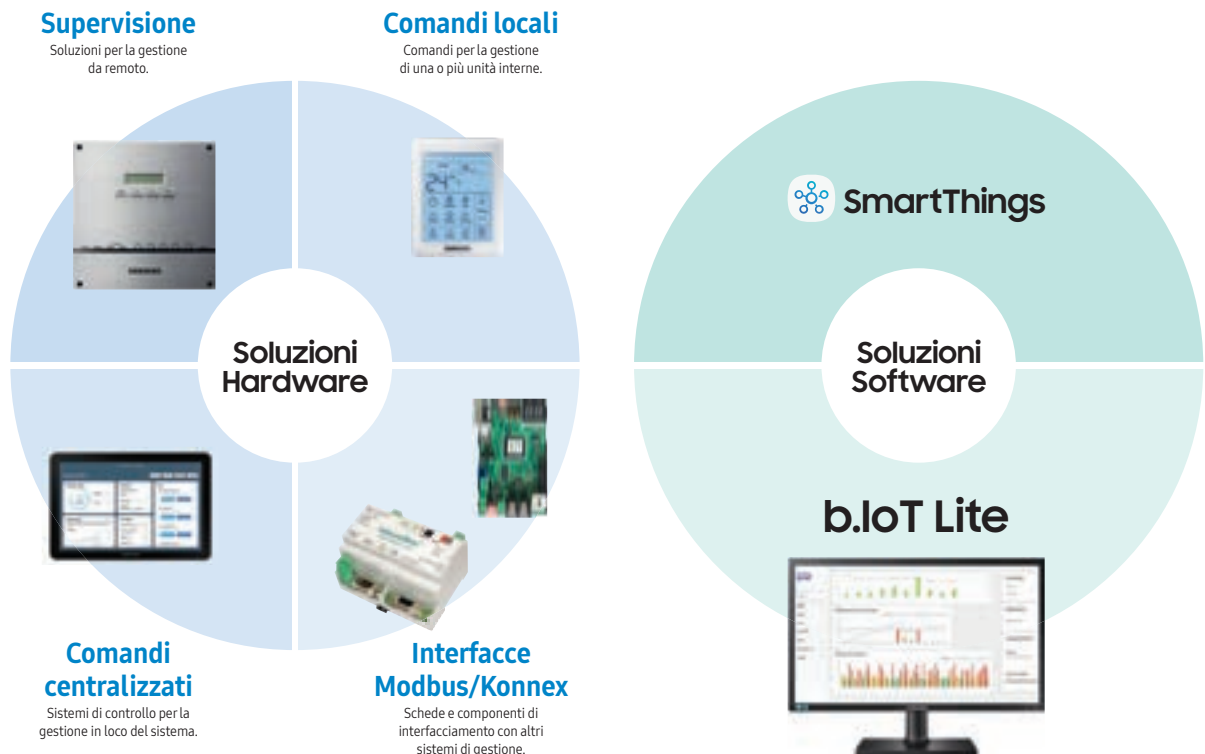 Supervisione
Soluzioni per la gestione
da remoto.
Comandi locali
Comandi per la gestione
di una o più unità interne.
Soluzioni
Hardware
Comandi
centralizzati
Sistemi di controllo per la
gestione in loco del sistema.
Interfacce
Modbus/Konnex
Schede e componenti di
interfacciamento con altri
sistemi di gestione.
SmartThings
Soluzioni
Software
b.IoT Lite